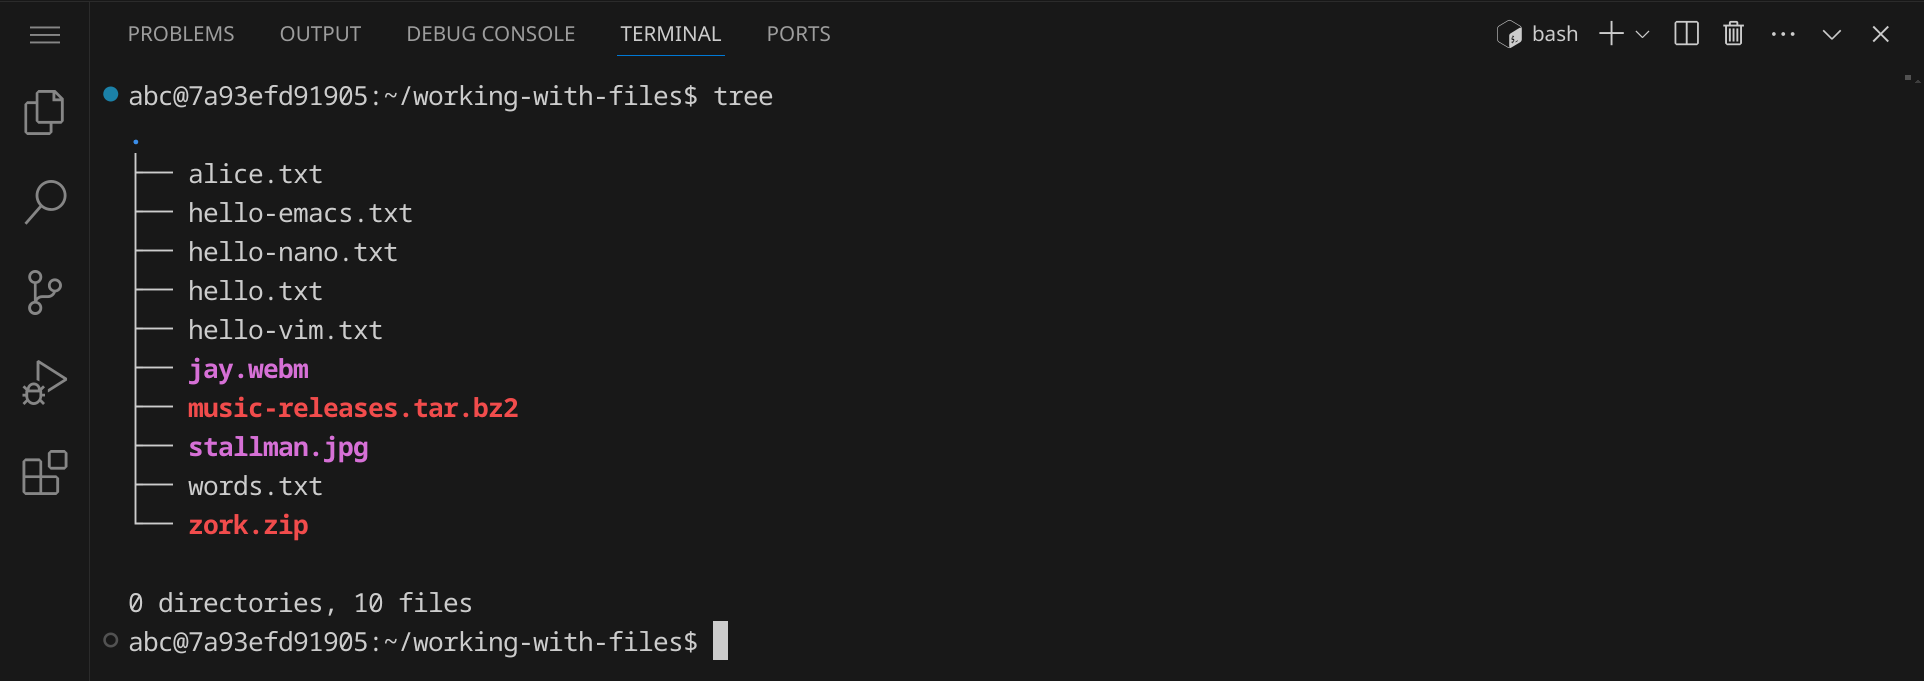 PROBLEMS OUTPUT DEBUG CONSOLE TERMINAL PORTS bash
abc@7a93efd91905:~/working-with-files$ tree
.
├── alice.txt
├── hello-emacs.txt
├── hello-nano.txt
├── hello.txt
├── hello-vim.txt
├── jay.webm
├── music-releases.tar.bz2
├── stallman.jpg
├── words.txt
└── zork.zip
0 directories, 10 files
abc@7a93efd91905:~/working-with-files$